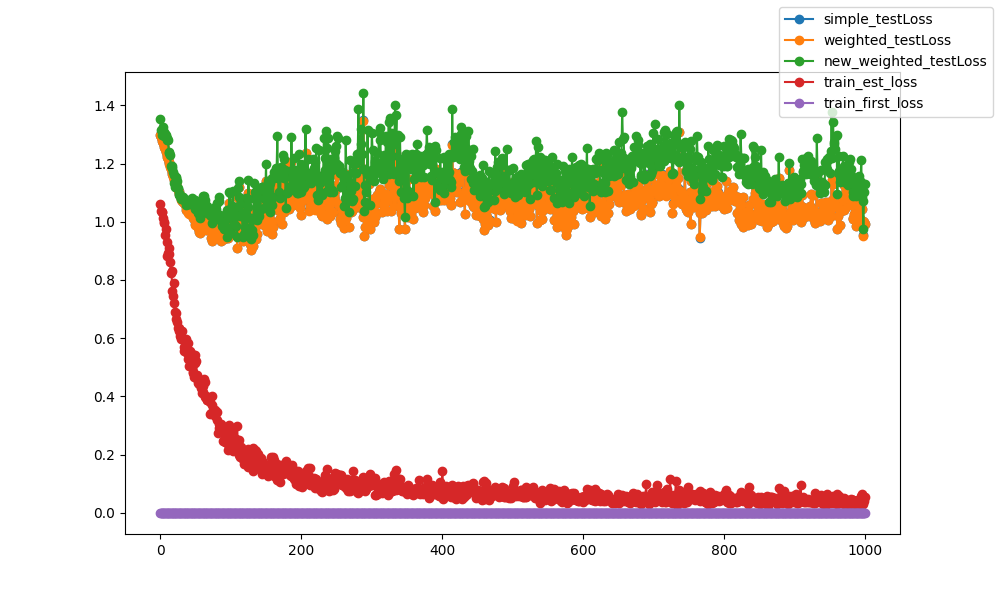 simple_testLoss
weighted_testLoss
new_weighted_testLoss
train_est_loss
train_first_loss
1.4
1.2
1.0
0.8
0.6
0.4
0.2
0.0
0 200 400 600 800 1000